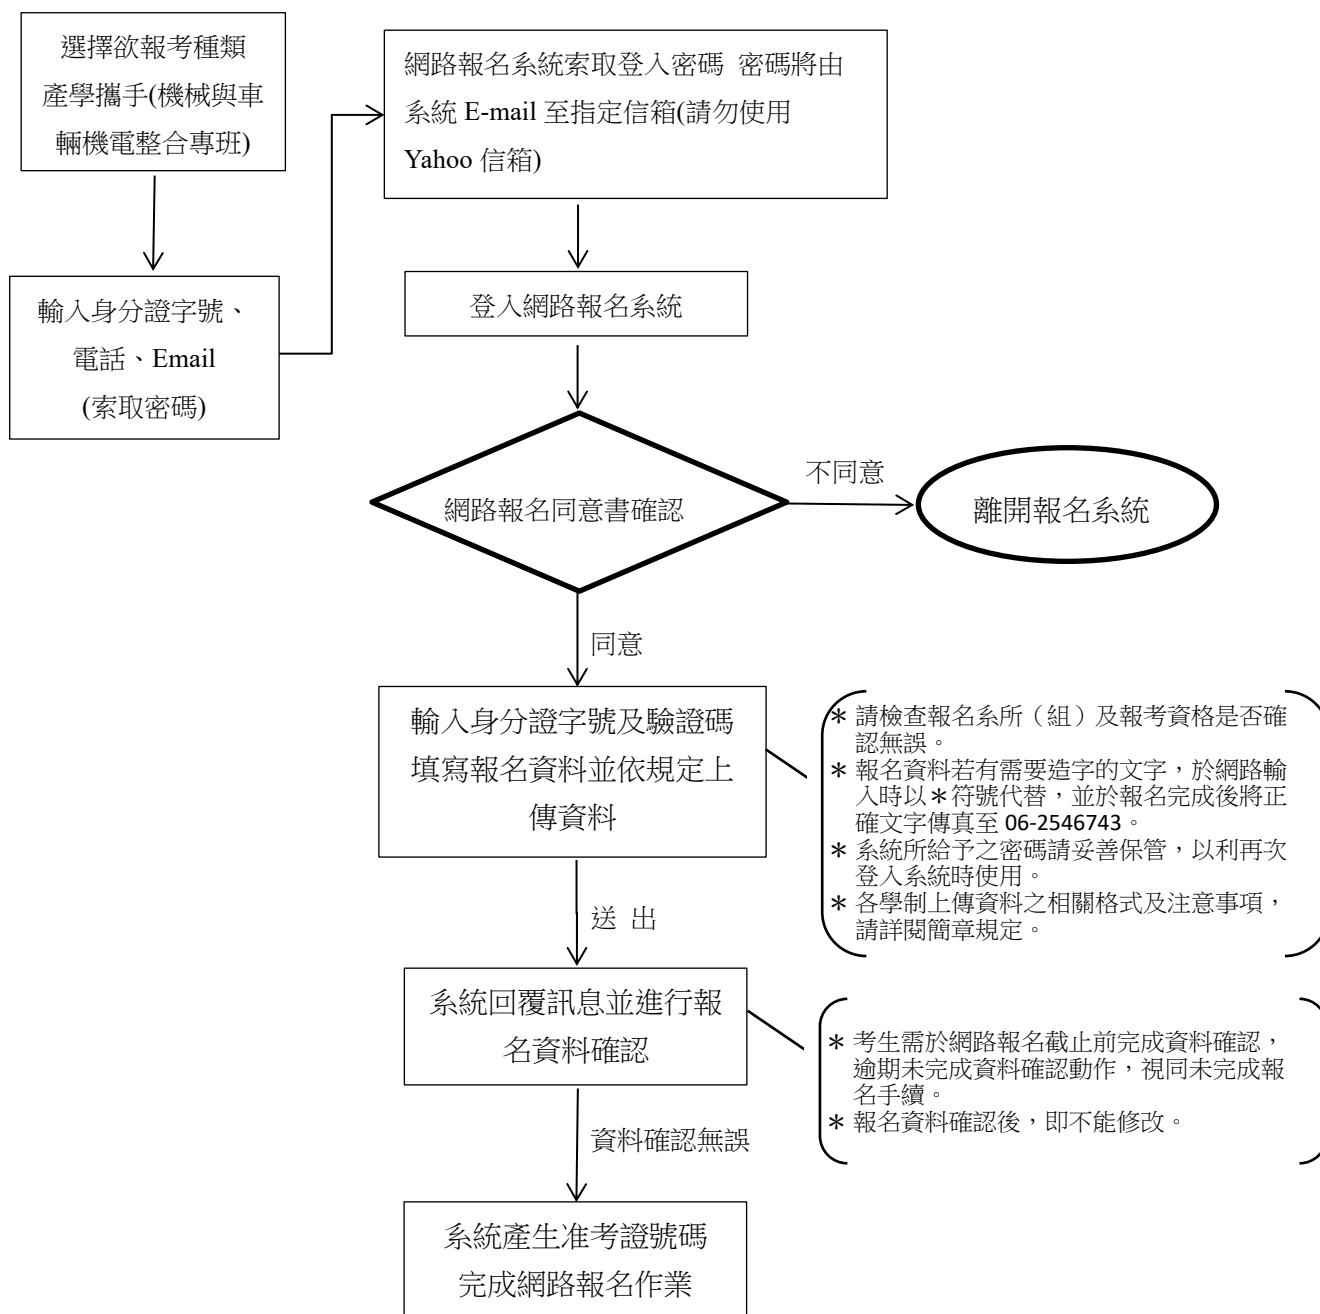 選擇欲報考種類
產學攜手(機械與車
輛機電整合專班)
輸入身分證字號、
電話、Email
(索取密碼)
網路報名系統索取登入密碼 密碼將由
系統 E-mail 至指定信箱(請勿使用
Yahoo 信箱)
登入網路報名系統
網路報名同意書確認
不同意
離開報名系統
同意
輸入身分證字號及驗證碼
填寫報名資料並依規定上
傳資料
＊請檢查報名系所（組）及報考資格是否確
認無誤。
＊報名資料若有需要造字的文字，於網路輸
入時以＊符號代替，並於報名完成後將正
確文字傳真至 06-2546743。
＊系統所給予之密碼請妥善保管，以利再次
登入系統時使用。
＊各學制上傳資料之相關格式及注意事項，
請詳閱簡章規定。
送 出
系統回覆訊息並進行報
名資料確認
＊考生需於網路報名截止前完成資料確認，
逾期未完成資料確認動作，視同未完成報
名手續。
＊報名資料確認後，即不能修改。
資料確認無誤
系統產生准考證號碼
完成網路報名作業